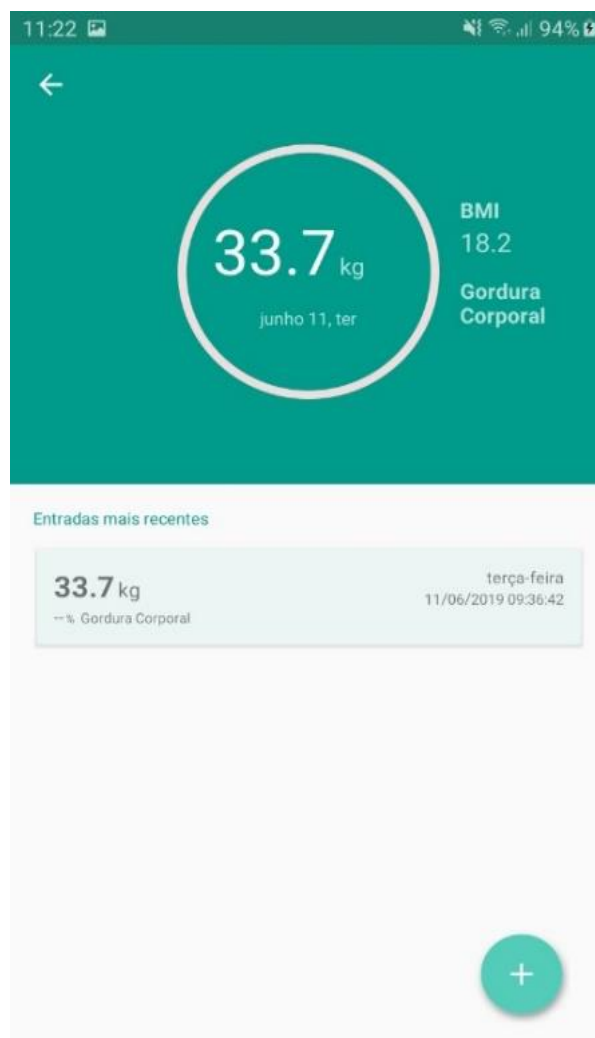 11:22 94%
33.7 kg
junho 11, ter
BMI
18.2
Gordura
Corporal
Entradas mais recentes
33.7 kg
terça-feira
--% Gordura Corporal
11/06/2019 09:36:42
+